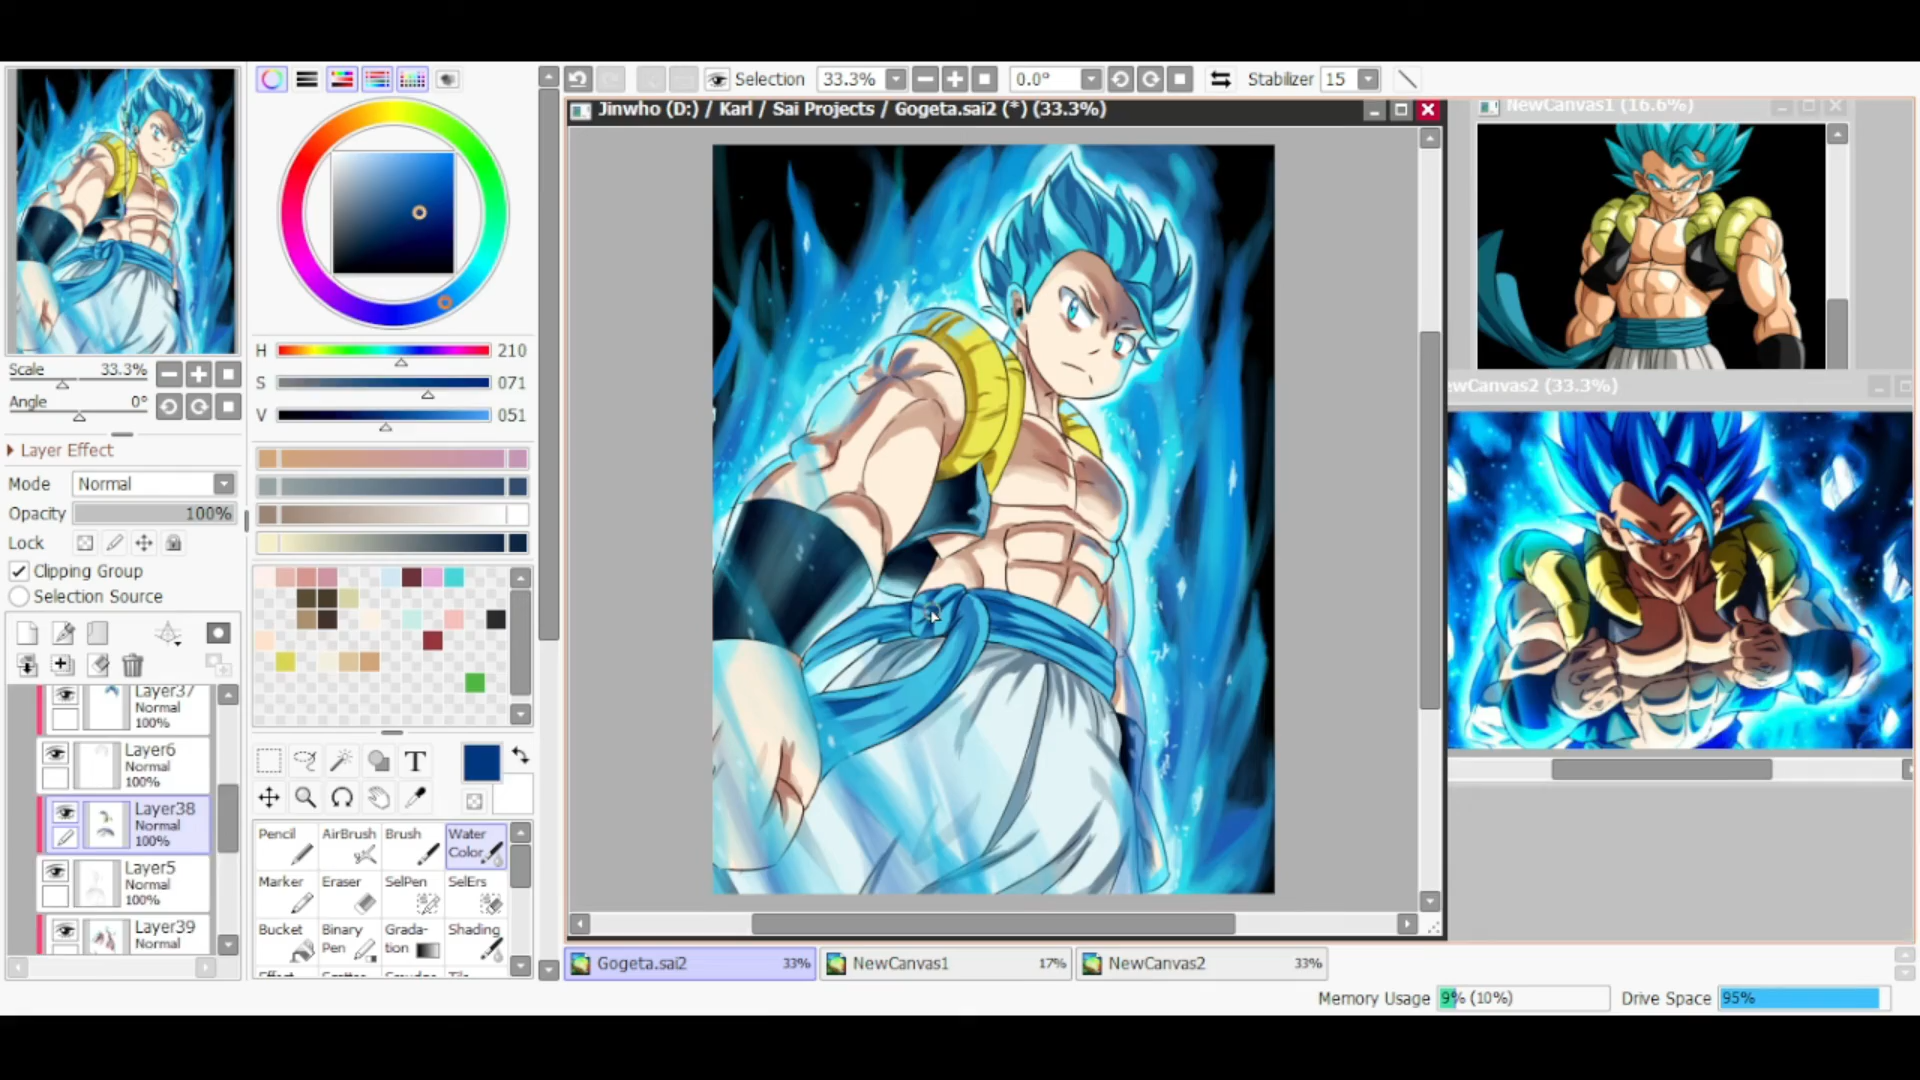 Selection 33.3% 0.0° Stabilizer 15
Jinwho (D:) / Karl / Sai Projects / Gogeta.sai2 (*) (33.3%)
NewCanvas1 (16.6%)
ewCanvas2 (33.3%)
Scale 33.3%
Angle 0°
Layer Effect
Mode Normal
Opacity 100%
Lock
Clipping Group
Selection Source
Layer37
Normal
100%
Layer6
Normal
100%
Layer38
Normal
100%
Layer5
Normal
100%
Layer39
Normal
H 210
S 071
V 051
T
Pencil AirBrush Brush Water
Color
Marker Eraser SelPen SelErs
Bucket Binary
Pen Grada-
tion Shading
Gogeta.sai2 33%
NewCanvas1 17%
NewCanvas2 33%
Memory Usage 9% (10%)
Drive Space 95%